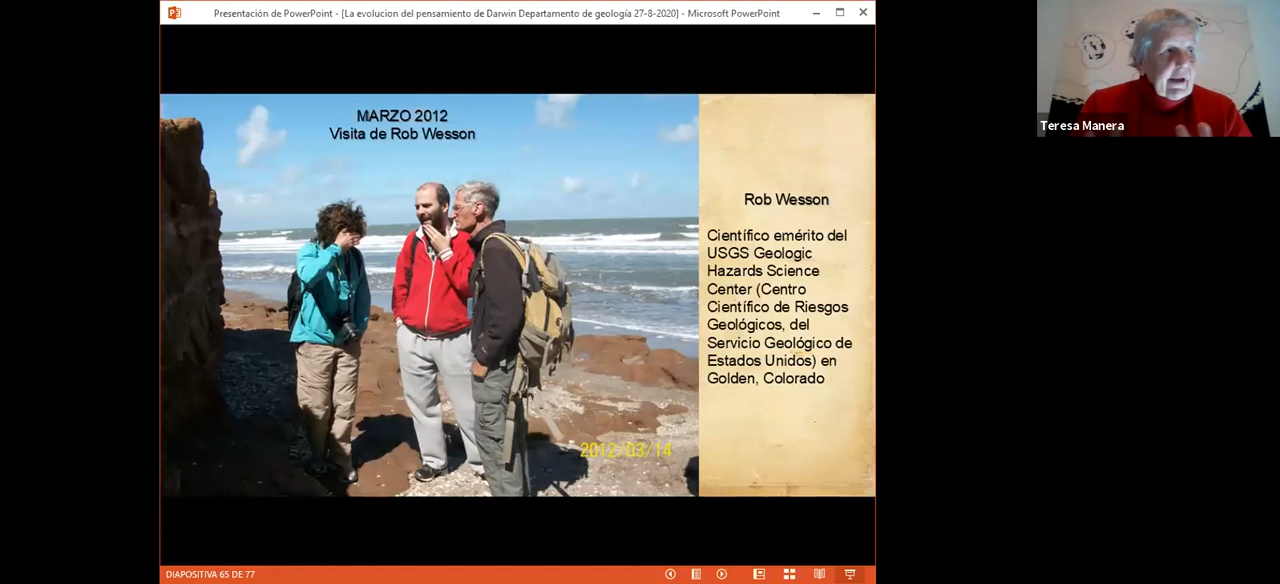 Presentación de PowerPoint - [La evolucion del pensamiento de Darwin Departamento de geología 27-8-2020] - Microsoft PowerPoint
MARZO 2012
Visita de Rob Wesson
Rob Wesson
Científico emérito del
USGS Geologic
Hazards Science
Center (Centro
Científico de Riesgos
Geológicos, del
Servicio Geológico de
Estados Unidos) en
Golden, Colorado
2012/03/14
Teresa Manera
DIAPOSITIVA 65 DE 77